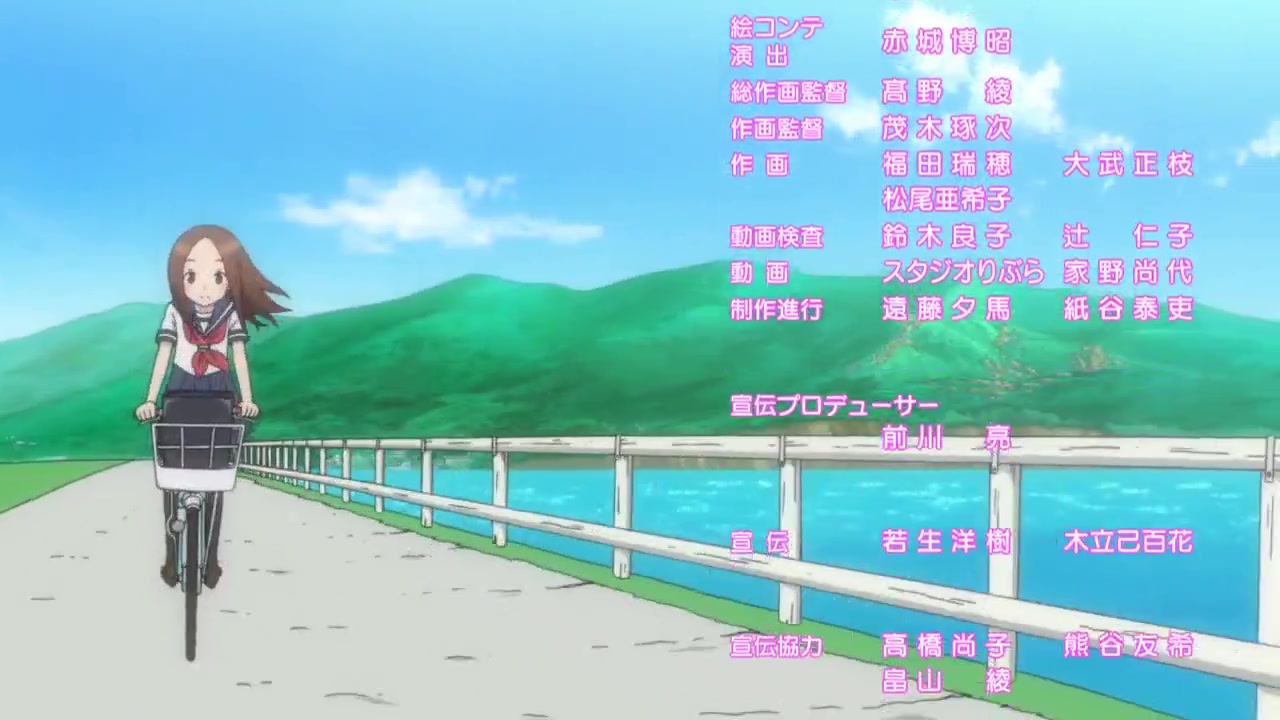 絵コンテ
演出 赤城博昭
総作画監督 髙野 綾
作画監督 茂木琢次
作画 福田瑞穂 大武正枝
松尾亜希子
動画検査 鈴木良子 辻 仁子
動画 スタジオりぶら 家野尚代
制作進行 遠藤夕馬 紙谷泰吏
宣伝プロデューサー
前川 亮
宣伝 若生洋樹 木立己百花
宣伝協力 高橋尚子 熊谷友希
畠山 綾